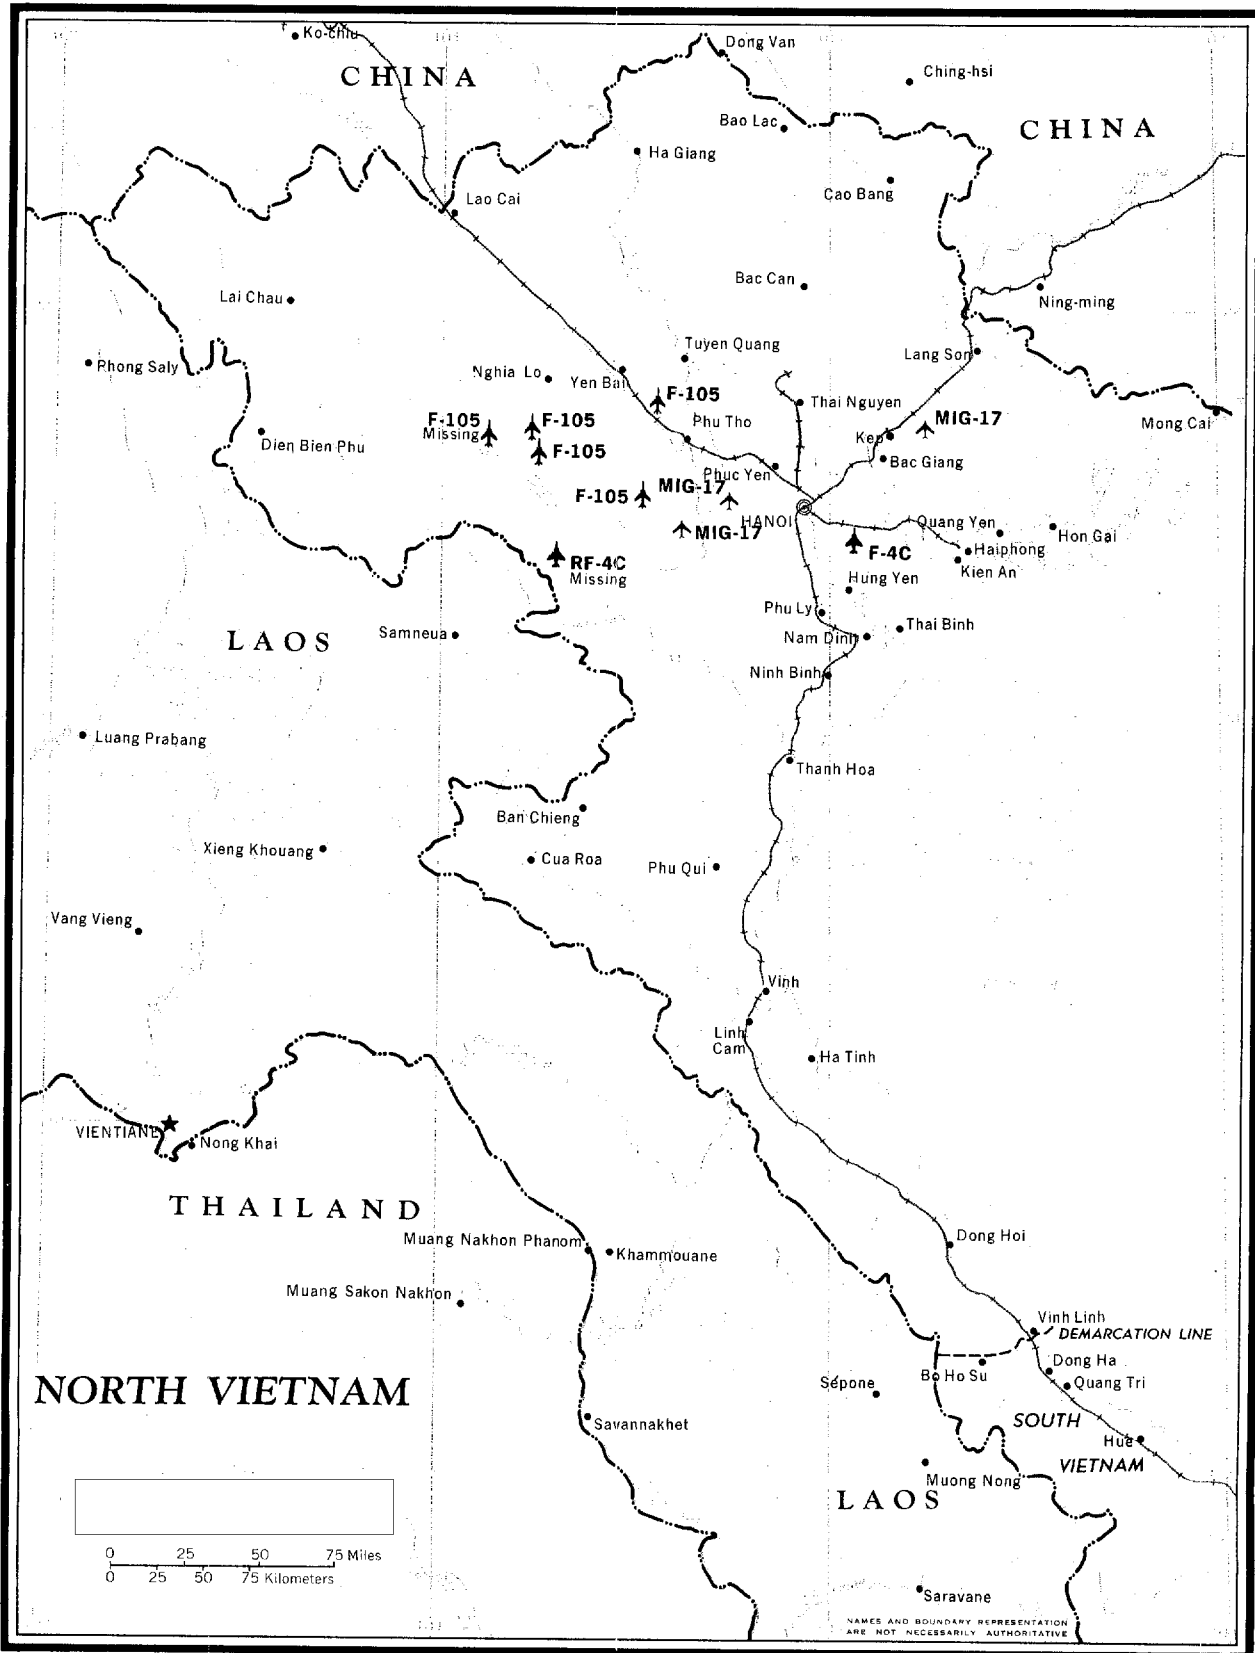 Ko-chiu
CHINA
Dong Van
Ching-hsi
Bao Lac
CHINA
Ha Giang
Cao Bang
Lao Cai
Bac Can
Lai Chau
Ning-ming
Tuyen Quang
Lang Son
Phong Saly
Nghia Lo
Yen Bai
F-105
Thai Nguyen
MIG-17
Mong Cai
F-105
Missing
F-105
Phu Tho
Kep
Dien Bien Phu
F-105
Bac Giang
Phuc Yen
F-105
MIG-17
HANOI
Quang Yen
MIG-17
Hon Gai
F-4C
Haiphong
Kien An
RF-4C
Missing
Hung Yen
Phu Ly
Thai Binh
LAOS
Samneua
Nam Dinh
Ninh Binh
Luang Prabang
Thanh Hoa
Ban Chieng
Xieng Khouang
Cua Roa
Phu Qui
Vang Vieng
Vinh
Linh
Cam
Ha Tinh
VIENTIANE
Nong Khai
THAILAND
Dong Hoi
Muang Nakhon Phanom
Khammouane
Muang Sakon Nakhon
Vinh Linh
DEMARCATION LINE
Dong Ha
Bo Ho Su
Quang Tri
Sépone
NORTH VIETNAM
SOUTH
VIETNAM
Savannakhet
Hue
Muong Nong
LAOS
0 25 50 75 Miles
0 25 50 75 Kilometers
Saravane
NAMES AND BOUNDARY REPRESENTATION
ARE NOT NECESSARILY AUTHORITATIVE